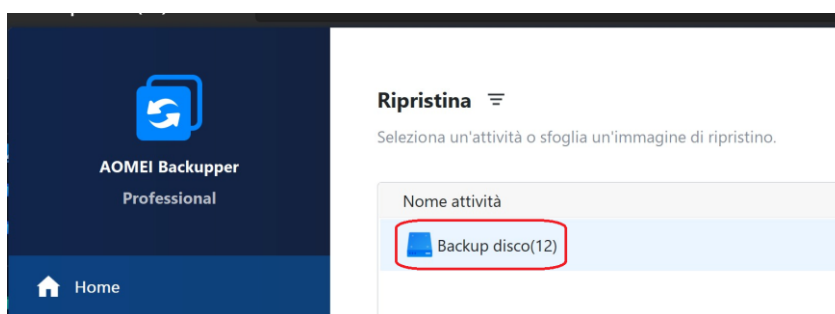 AOMEI Backupper
Professional
Home
Ripristina
Seleziona un'attività o sfoglia un'immagine di ripristino.
Nome attività
Backup disco(12)